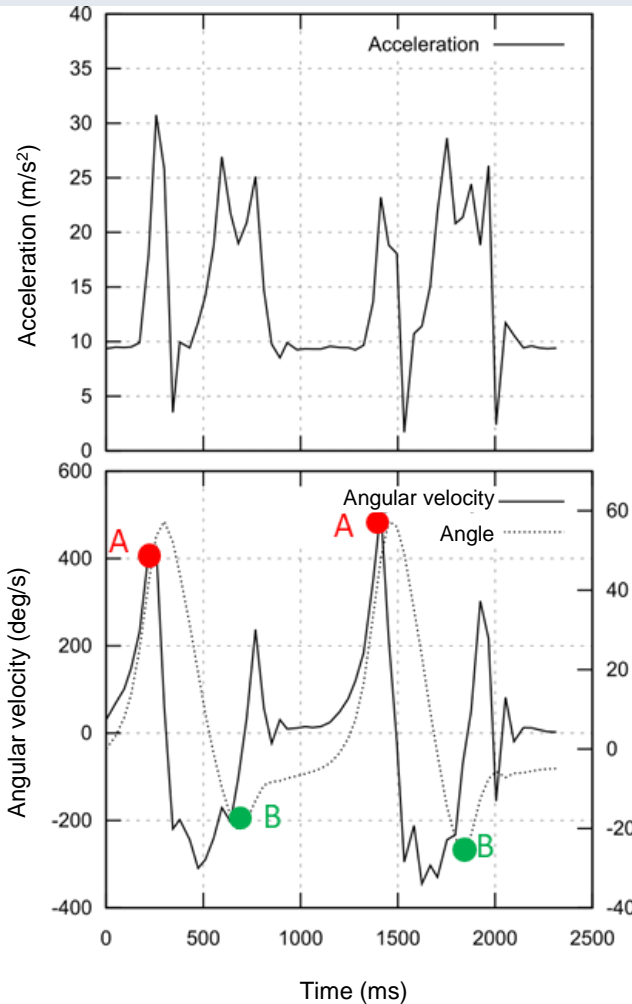 40
35
30
25
20
15
10
5
0
Acceleration (m/s²)
Acceleration
600
400
200
0
-200
-400
Angular velocity (deg/s)
Angular velocity
Angle
A
A
B
B
60
40
20
0
-20
-40
0 500 1000 1500 2000 2500
Time (ms)